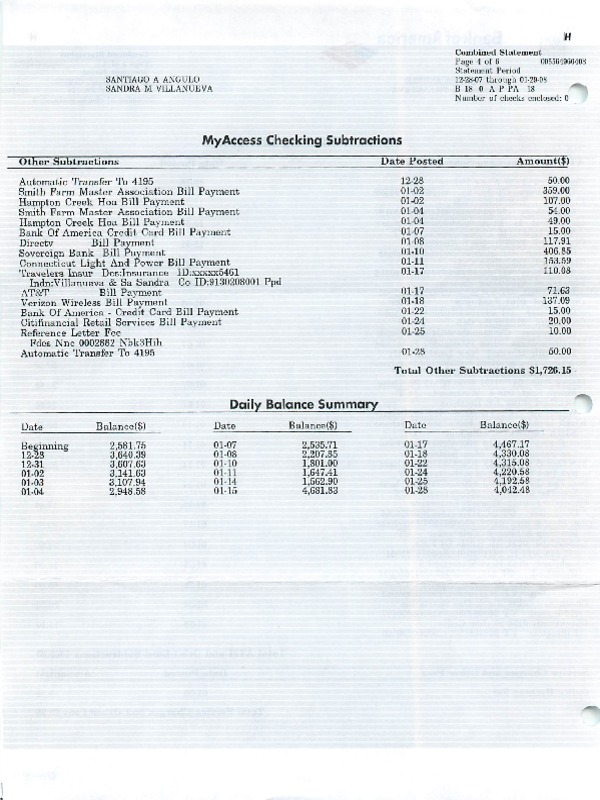 H
Combined Statement
Page 4 of 6 005564960408
Statement Period
12-28-07 through 01-29-08
B 18 0 A P PA 18
Number of checks enclosed: 0
SANTIAGO A ANGULO
SANDRA M VILLANUEVA
MyAccess Checking Subtractions
Other Subtractions Date Posted Amount($)
Automatic Transfer To 4195 12-28 50.00
Smith Farm Master Association Bill Payment 01-02 359.00
Hampton Creek Hoa Bill Payment 01-02 107.00
Smith Farm Master Association Bill Payment 01-04 54.00
Hampton Creek Hoa Bill Payment 01-04 49.00
Bank Of America Credit Card Bill Payment 01-07 15.00
Directv Bill Payment 01-08 117.91
Sovereign Bank Bill Payment 01-10 406.85
Connecticut Light And Power Bill Payment 01-11 153.59
Travelers Insur Des:Insurance ID:xxxxx5461 01-17 110.08
Indn:Villanueva & Sa Sandra Co ID:9130208001 Ppd
AT&T Bill Payment 01-17 71.63
Verizon Wireless Bill Payment 01-18 137.09
Bank Of America - Credit Card Bill Payment 01-22 15.00
Citifinancial Retail Services Bill Payment 01-24 20.00
Reference Letter Fee 01-25 10.00
Fdes Nnc 0002882 Nbk3Hih
Automatic Transfer To 4195 01-28 50.00
Total Other Subtractions $1,726.15
Daily Balance Summary
Date Balance($) Date Balance($) Date Balance($)
Beginning 2,581.75 01-07 2,535.71 01-17 4,467.17
12-28 3,640.39 01-08 2,207.85 01-18 4,330.08
12-31 3,607.63 01-10 1,801.00 01-22 4,315.08
01-02 3,141.63 01-11 1,647.41 01-24 4,220.58
01-03 3,107.94 01-14 1,562.90 01-25 4,192.58
01-04 2,948.58 01-15 4,681.83 01-28 4,042.48